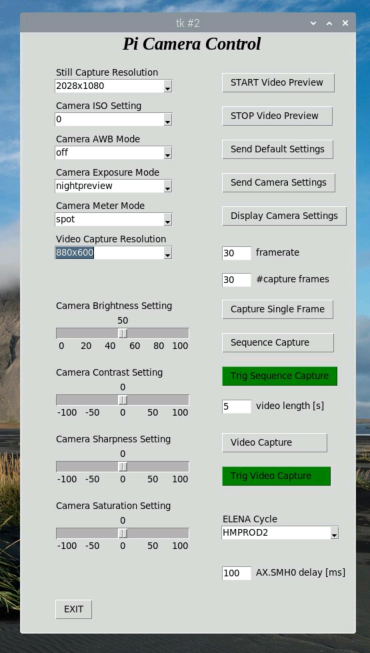 tk #2
Pi Camera Control
Still Capture Resolution
2028x1080
Camera ISO Setting
0
Camera AWB Mode
off
Camera Exposure Mode
nightpreview
Camera Meter Mode
spot
Video Capture Resolution
880x600
Camera Brightness Setting
50
0 20 40 60 80 100
Camera Contrast Setting
0
-100 -50 0 50 100
Camera Sharpness Setting
0
-100 -50 0 50 100
Camera Saturation Setting
0
-100 -50 0 50 100
EXIT
START Video Preview
STOP Video Preview
Send Default Settings
Send Camera Settings
Display Camera Settings
30 framerate
30 #capture frames
Capture Single Frame
Sequence Capture
Trig Sequence Capture
5 video length [s]
Video Capture
Trig Video Capture
ELENA Cycle
HMPROD2
100 AX.SMH0 delay [ms]